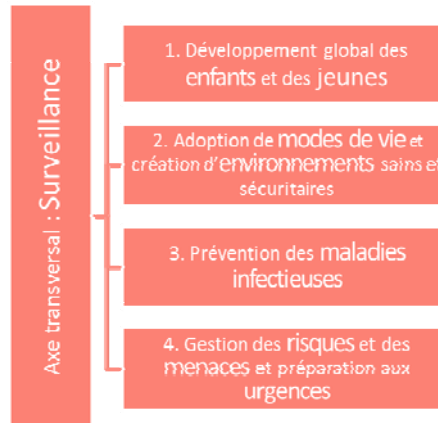 Axe transversal : Surveillance
1. Développement global des
enfants et des jeunes
2. Adoption de modes de vie et
création d'environnements sains et
sécuritaires
3. Prévention des maladies
infectieuses
4. Gestion des risques et des
menaces et préparation aux
urgences